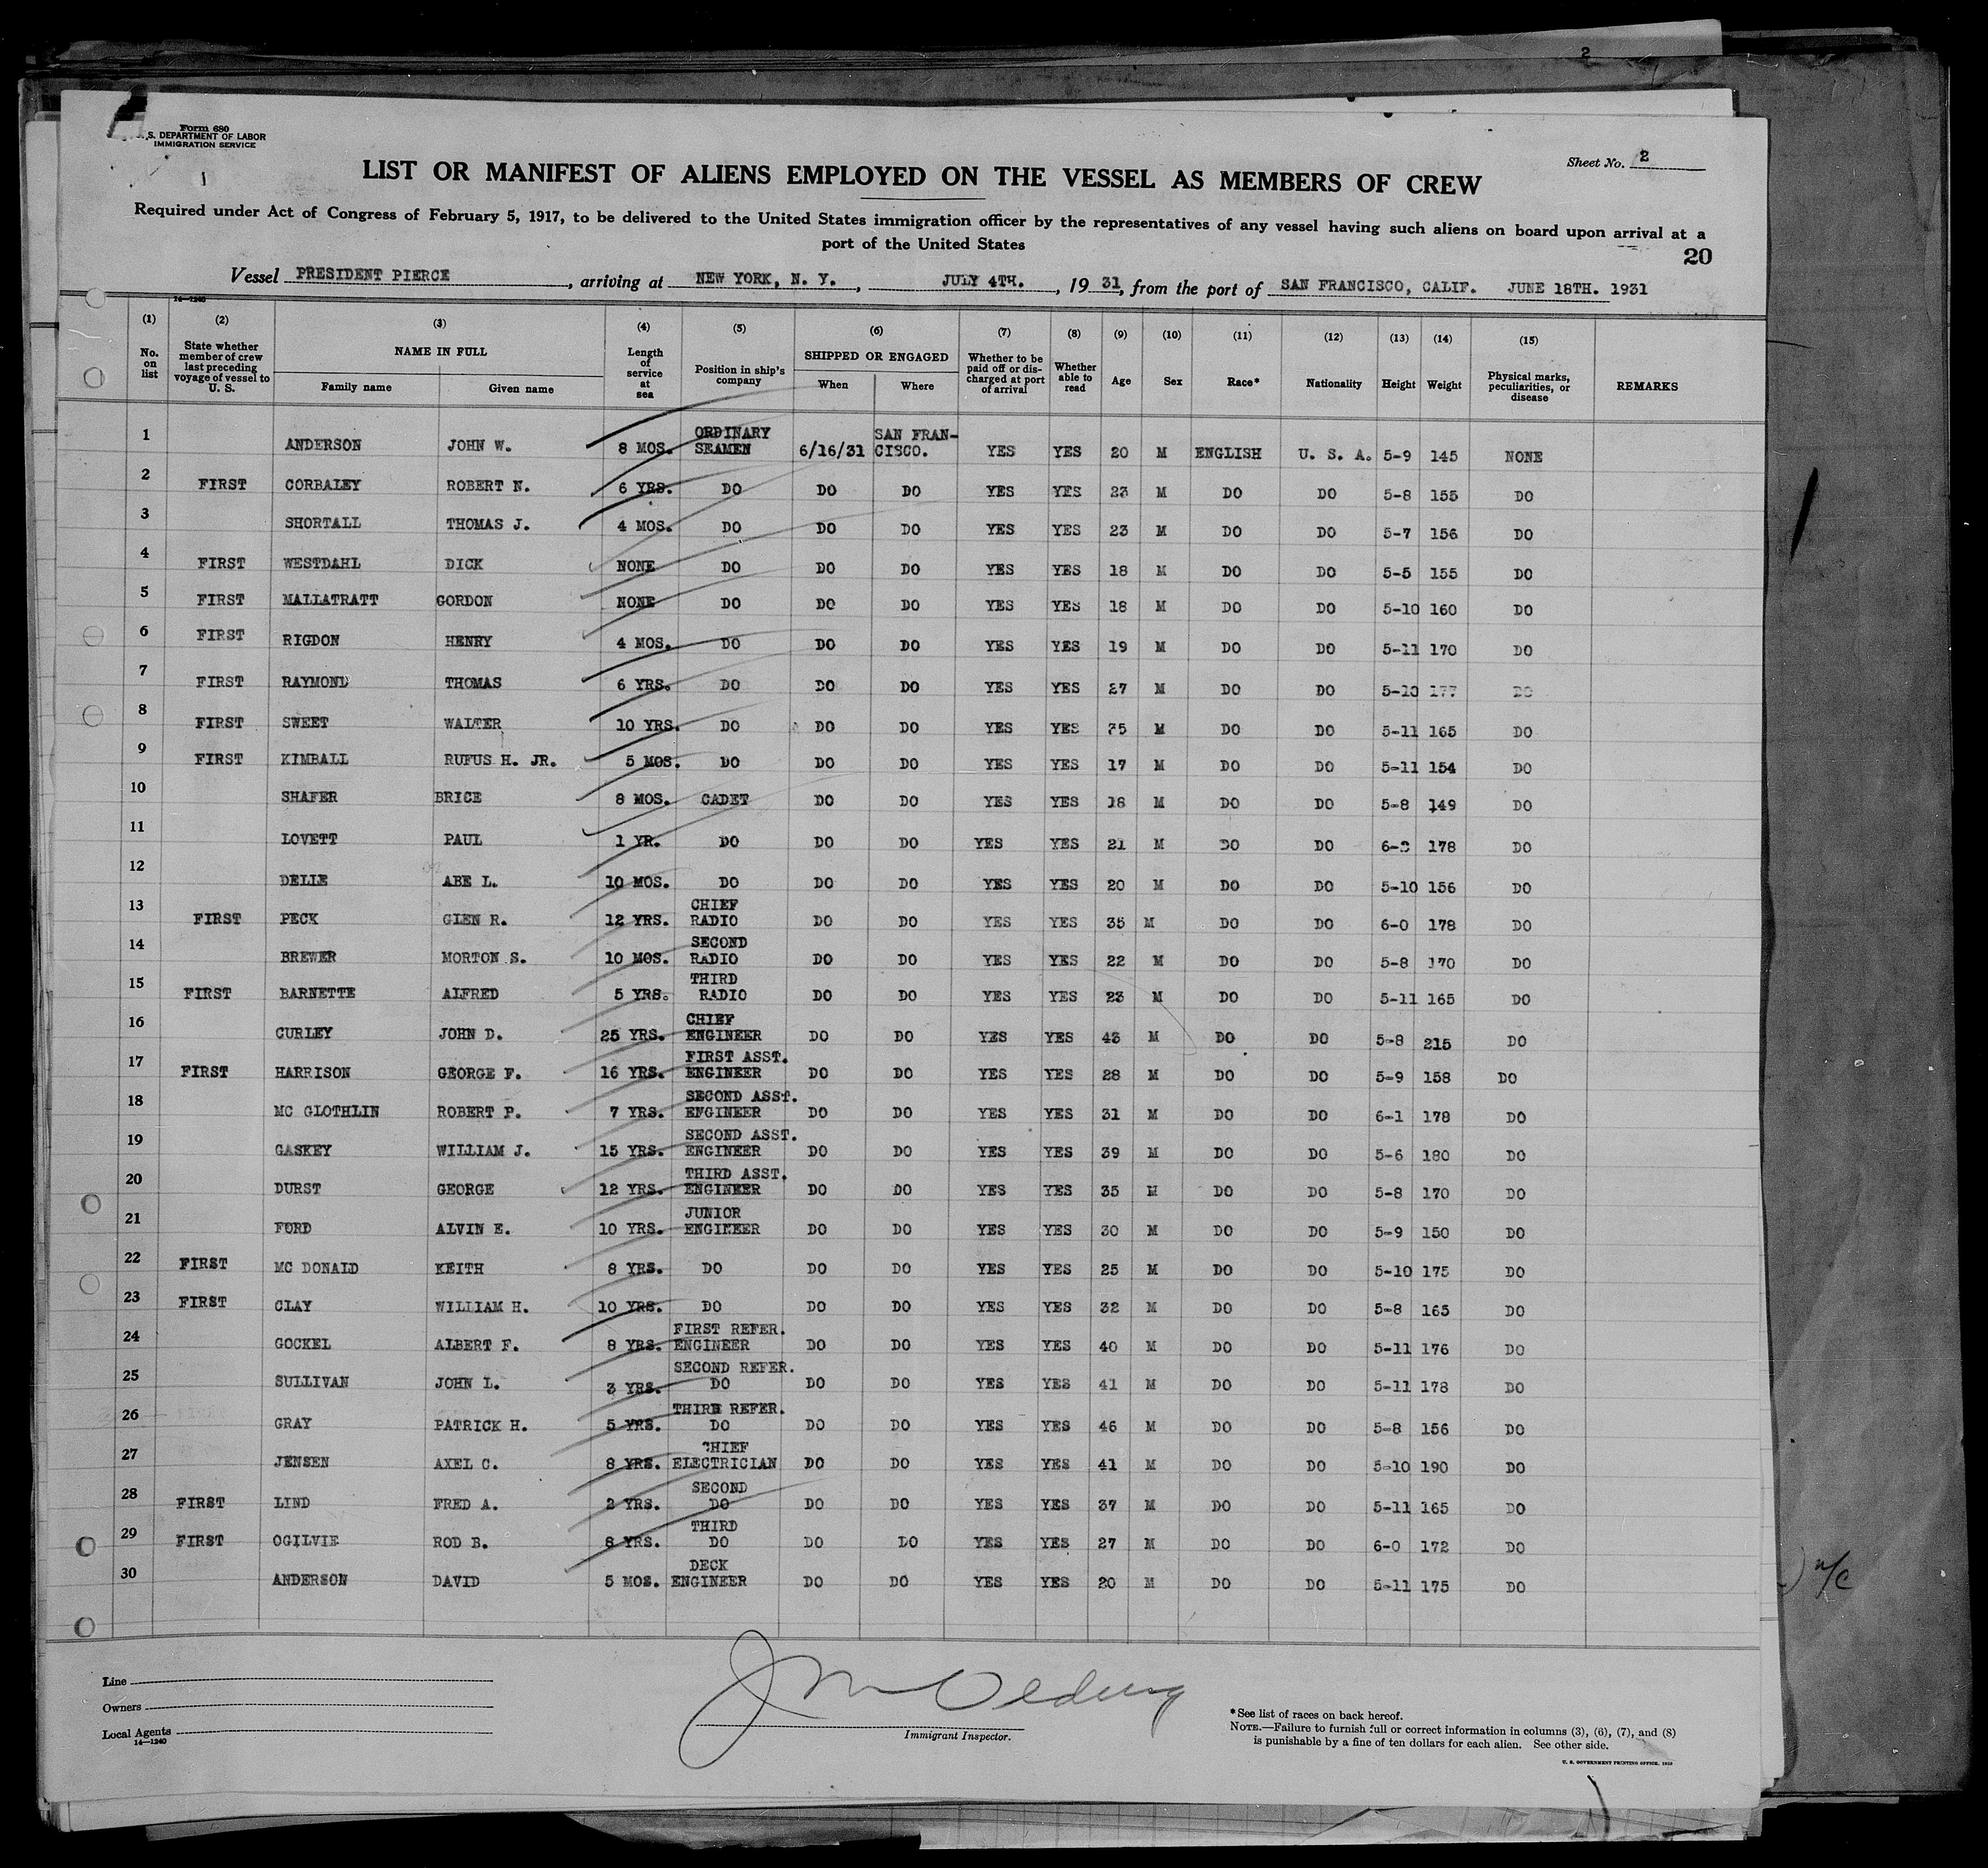 2
Form 680
U.S. DEPARTMENT OF LABOR
IMMIGRATION SERVICE
1
Sheet No. 2
LIST OR MANIFEST OF ALIENS EMPLOYED ON THE VESSEL AS MEMBERS OF CREW
Required under Act of Congress of February 5, 1917, to be delivered to the United States immigration officer by the representatives of any vessel having such aliens on board upon arrival at a
port of the United States
20
Vessel PRESIDENT PIERCE, arriving at NEW YORK, N. Y., JULY 4TH., 19 31, from the port of SAN FRANCISCO, CALIF. JUNE 18TH. 1931
14—1240
(1) (2) (3) (4) (5) (6) (7) (8) (9) (10) (11) (12) (13) (14) (15)
No. on list | State whether member of crew last preceding voyage of vessel to U. S. | NAME IN FULL Family name Given name | Length of service at sea | Position in ship's company | SHIPPED OR ENGAGED When Where | Whether to be paid off or discharged at port of arrival | Whether able to read | Age | Sex | Race* | Nationality | Height | Weight | Physical marks, peculiarities, or disease | REMARKS
1 ANDERSON JOHN W. 8 MOS. ORDINARY SEAMEN 6/16/31 SAN FRAN-CISCO. YES YES 20 M ENGLISH U. S. A. 5-9 145 NONE
2 FIRST CORBALEY ROBERT N. 6 YRS. DO DO DO YES YES 23 M DO DO 5-8 155 DO
3 SHORTALL THOMAS J. 4 MOS. DO DO DO YES YES 23 M DO DO 5-7 156 DO
4 FIRST WESTDAHL DICK NONE DO DO DO YES YES 18 M DO DO 5-5 155 DO
5 FIRST MALLATRATT GORDON NONE DO DO DO YES YES 18 M DO DO 5-10 160 DO
6 FIRST RIGDON HENRY 4 MOS. DO DO DO YES YES 19 M DO DO 5-11 170 DO
7 FIRST RAYMOND THOMAS 6 YRS. DO DO DO YES YES 27 M DO DO 5-10 177 DO
8 FIRST SWEET WALTER 10 YRS. DO DO DO YES YES 35 M DO DO 5-11 165 DO
9 FIRST KIMBALL RUFUS H. JR. 5 MOS. DO DO DO YES YES 17 M DO DO 5-11 154 DO
10 SHAFER BRICE 8 MOS. CADET DO DO YES YES 18 M DO DO 5-8 149 DO
11 LOVETT PAUL 1 YR. DO DO DO YES YES 21 M DO DO 178 DO
12 DELLE ABE L. 10 MOS. DO DO DO YES YES 20 M DO DO 5-10 156 DO
13 FIRST PECK GLEN R. 12 YRS. CHIEF RADIO DO DO YES YES 35 M DO DO 6-0 178 DO
14 BREWER MORTON S. 10 MOS. SECOND RADIO DO DO YES YES 22 M DO DO 5-8 170 DO
15 FIRST BARNETTE ALFRED 5 YRS. THIRD RADIO DO DO YES YES 23 M DO DO 5-11 165 DO
16 CURLEY JOHN D. 25 YRS. CHIEF ENGINEER DO DO YES YES 43 M DO DO 5-8 215 DO
17 FIRST HARRISON GEORGE F. 16 YRS. FIRST ASST. ENGINEER DO DO YES YES 28 M DO DO 5-9 158 DO
18 MC GLOTHLIN ROBERT P. 7 YRS. SECOND ASST. ENGINEER DO DO YES YES 31 M DO DO 6-1 178 DO
19 GASKEY WILLIAM J. 15 YRS. SECOND ASST. ENGINEER DO DO YES YES 39 M DO DO 5-6 180 DO
20 DURST GEORGE 12 YRS. THIRD ASST. ENGINEER DO DO YES YES 35 M DO DO 5-8 170 DO
21 FORD ALVIN E. 10 YRS. JUNIOR ENGINEER DO DO YES YES 30 M DO DO 5-9 150 DO
22 FIRST MC DONALD KEITH 8 YRS. DO DO DO YES YES 25 M DO DO 5-10 175 DO
23 FIRST CLAY WILLIAM H. 10 YRS. DO DO DO YES YES 32 M DO DO 5-8 165 DO
24 GOCKEL ALBERT F. 8 YRS. FIRST REFER. ENGINEER DO DO YES YES 40 M DO DO 5-11 176 DO
25 SULLIVAN JOHN L. 3 YRS. SECOND REFER. DO DO DO YES YES 41 M DO DO 5-11 178 DO
26 GRAY PATRICK H. 5 YRS. THIRD REFER. DO DO DO YES YES 46 M DO DO 5-8 156 DO
27 JENSEN AXEL C. 8 YRS. CHIEF ELECTRICIAN DO DO YES YES 41 M DO DO 5-10 190 DO
28 FIRST LIND FRED A. 2 YRS. SECOND DO DO DO YES YES 37 M DO DO 5-11 165 DO
29 FIRST OGILVIE ROD B. 8 YRS. THIRD DO DO DO YES YES 27 M DO DO 6-0 172 DO
30 ANDERSON DAVID 5 MOS. DECK ENGINEER DO DO YES YES 20 M DO DO 5-11 175 DO
n/c
Line
Owners
Local Agents
14—1240
Immigrant Inspector.
*See list of races on back hereof.
NOTE.—Failure to furnish full or correct information in columns (3), (6), (7), and (8)
is punishable by a fine of ten dollars for each alien. See other side.
U. S. GOVERNMENT PRINTING OFFICE